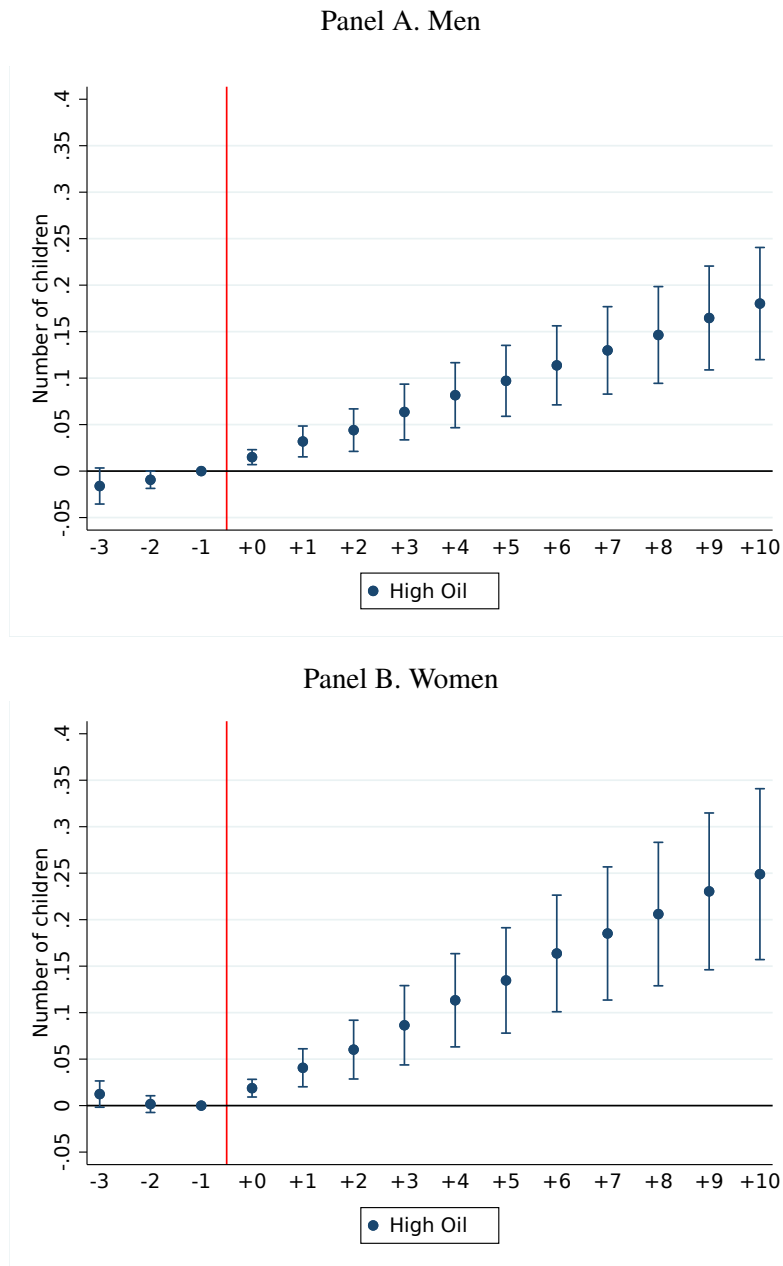 Panel A. Men
Number of children
.4
.35
.3
.25
.2
.15
.1
.05
0
-.05
-3 -2 -1 +0 +1 +2 +3 +4 +5 +6 +7 +8 +9 +10
High Oil
Panel B. Women
Number of children
.4
.35
.3
.25
.2
.15
.1
.05
0
-.05
-3 -2 -1 +0 +1 +2 +3 +4 +5 +6 +7 +8 +9 +10
High Oil